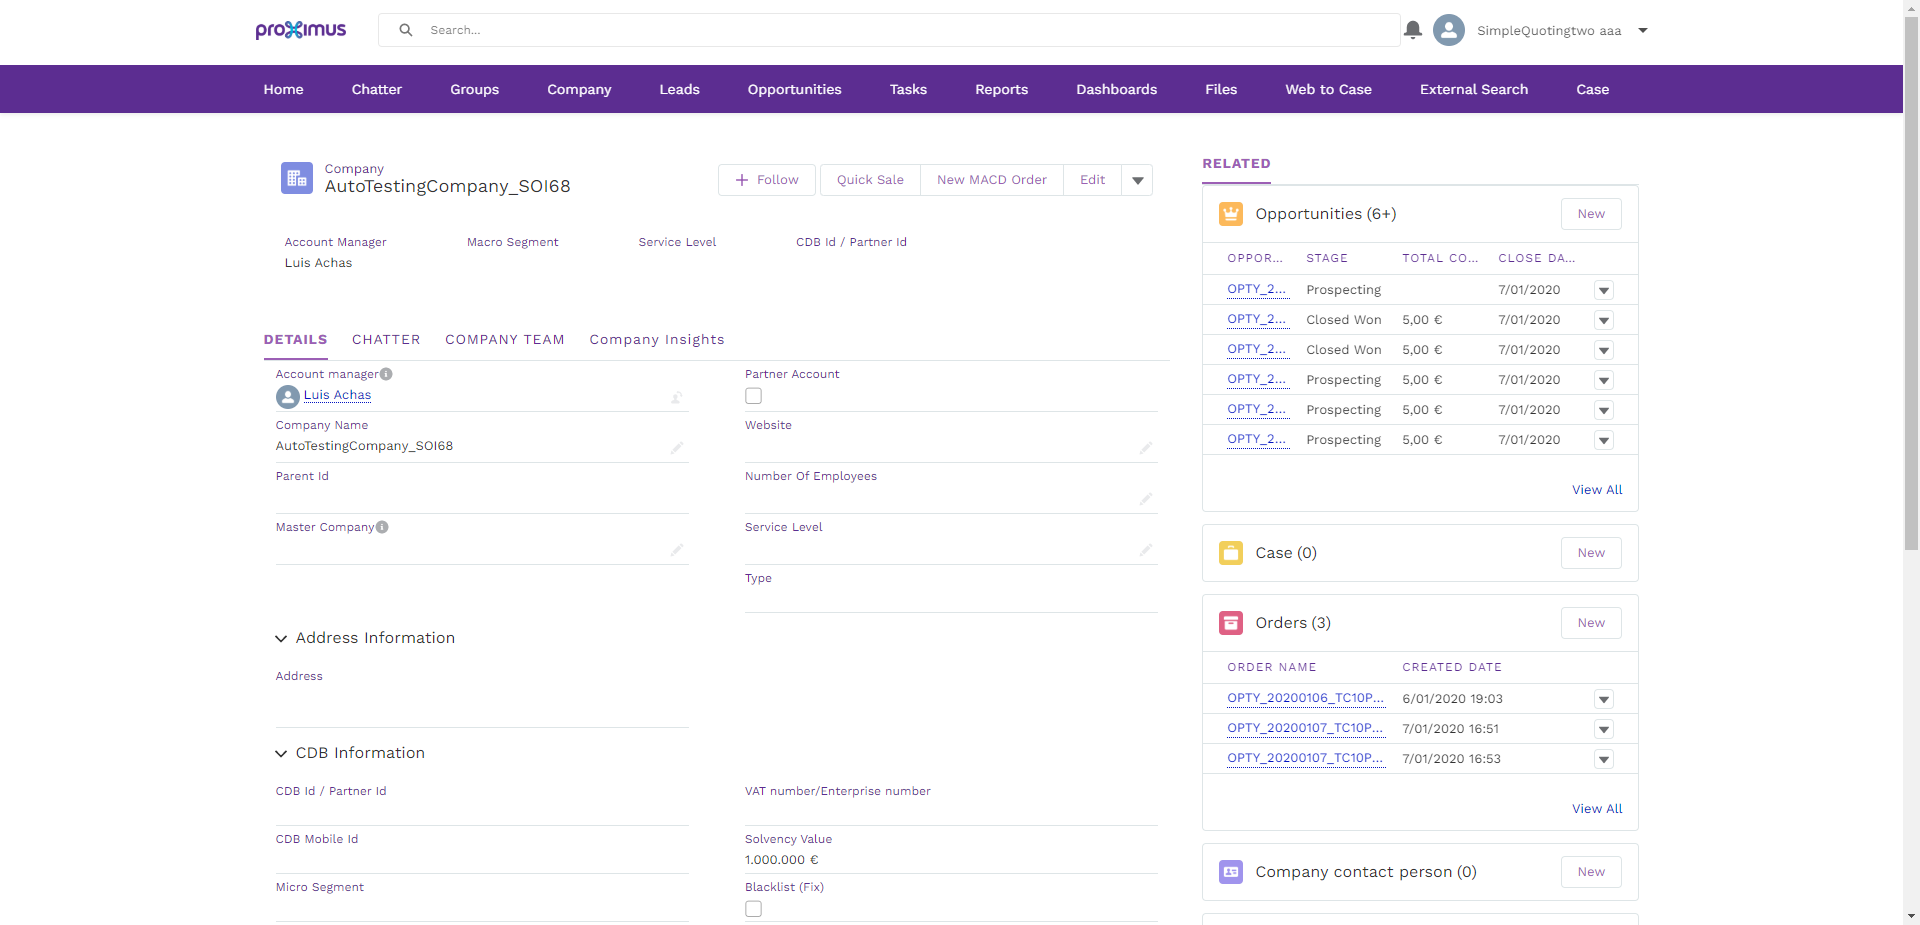 proximus
Search...
SimpleQuotingtwo aaa
Home Chatter Groups Company Leads Opportunities Tasks Reports Dashboards Files Web to Case External Search Case
Company
AutoTestingCompany_SOI68
Follow Quick Sale New MACD Order Edit
Account Manager Macro Segment Service Level CDB Id / Partner Id
Luis Achas
DETAILS CHATTER COMPANY TEAM Company Insights
Account manager
Luis Achas
Partner Account
Company Name
AutoTestingCompany_SOI68
Website
Parent Id
Number Of Employees
Master Company
Service Level
Type
Address Information
Address
CDB Information
CDB Id / Partner Id
VAT number/Enterprise number
CDB Mobile Id
Solvency Value
1.000.000 €
Micro Segment
Blacklist (Fix)
RELATED
Opportunities (6+) New
OPPOR... STAGE TOTAL CO... CLOSE DA...
OPTY_2... Prospecting 7/01/2020
OPTY_2... Closed Won 5,00 € 7/01/2020
OPTY_2... Closed Won 5,00 € 7/01/2020
OPTY_2... Prospecting 5,00 € 7/01/2020
OPTY_2... Prospecting 5,00 € 7/01/2020
OPTY_2... Prospecting 5,00 € 7/01/2020
View All
Case (0) New
Orders (3) New
ORDER NAME CREATED DATE
OPTY_20200106_TC10P... 6/01/2020 19:03
OPTY_20200107_TC10P... 7/01/2020 16:51
OPTY_20200107_TC10P... 7/01/2020 16:53
View All
Company contact person (0) New